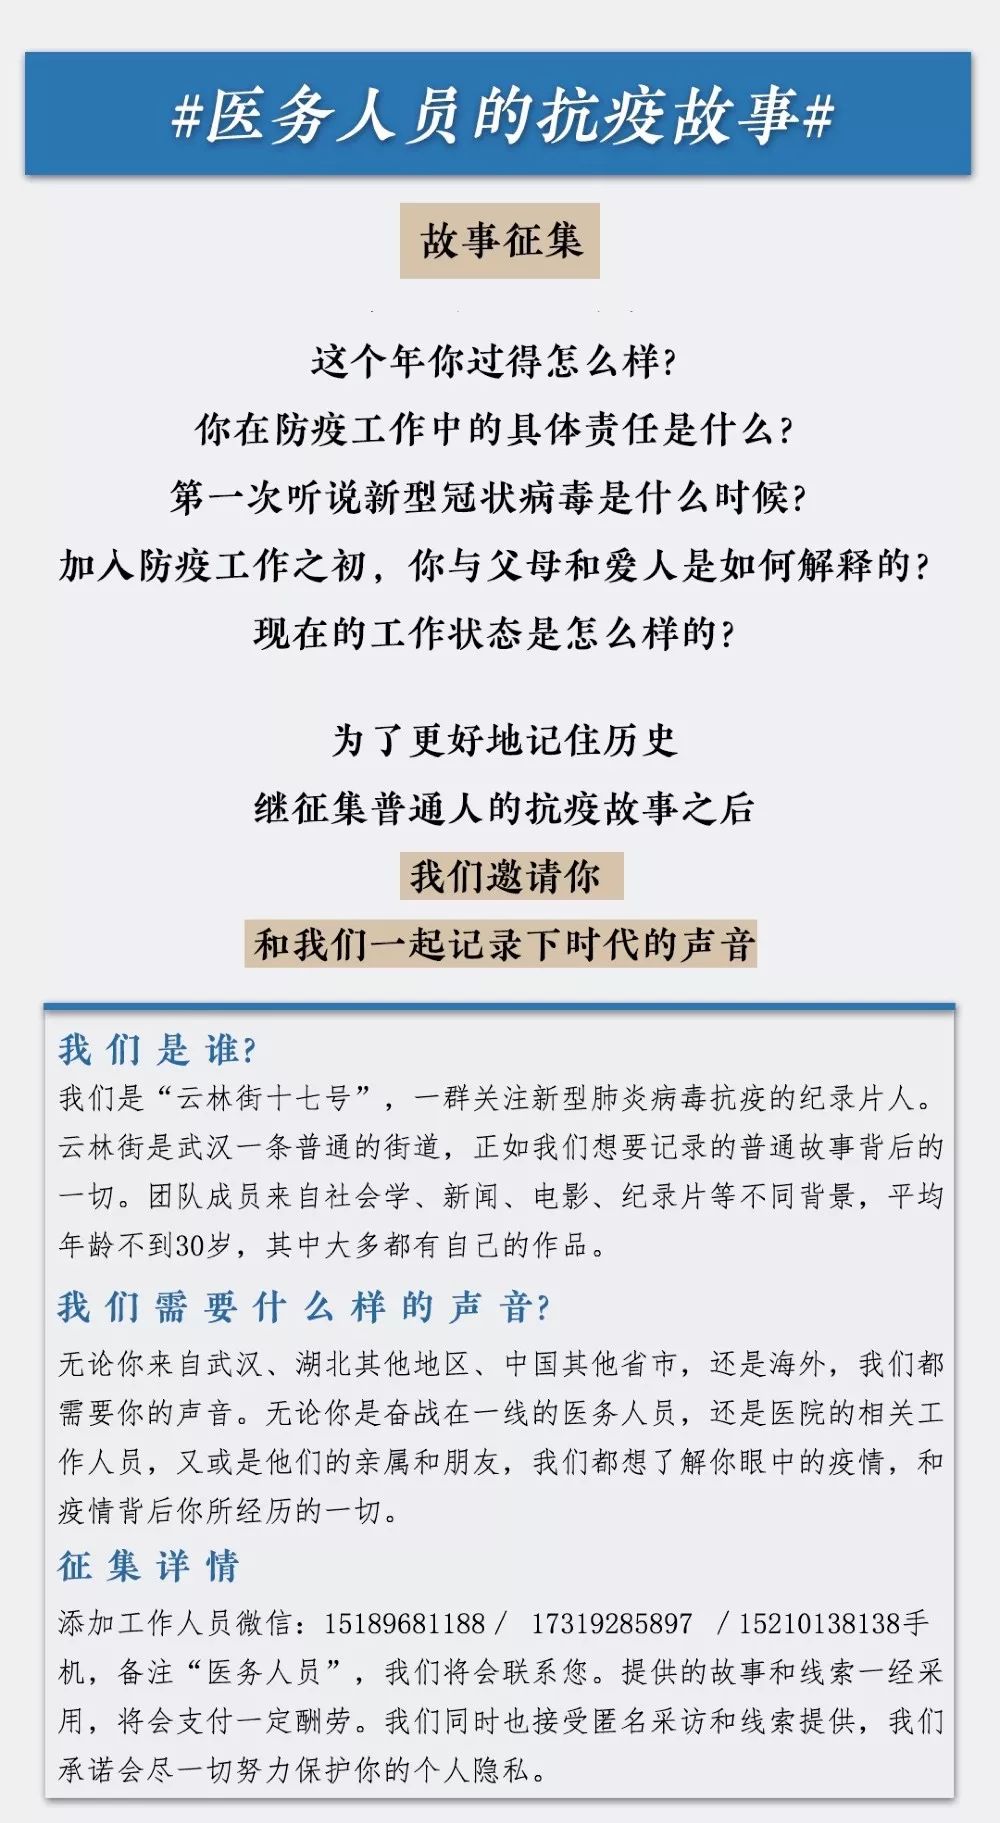 #医务人员的抗疫故事#
故事征集
这个年你过得怎么样?
你在防疫工作中的具体责任是什么?
第一次听说新型冠状病毒是什么时候?
加入防疫工作之初，你与父母和爱人是如何解释的?
现在的工作状态是怎么样的?
为了更好地记住历史
继征集普通人的抗疫故事之后
我们邀请你
和我们一起记录下时代的声音
我们是谁?
我们是“云林街十七号”，一群关注新型肺炎病毒抗疫的纪录片人。
云林街是武汉一条普通的街道，正如我们想要记录的普通故事背后的
一切。团队成员来自社会学、新闻、电影、纪录片等不同背景，平均
年龄不到30岁，其中大多都有自己的作品。
我们需要什么样的声音?
无论你来自武汉、湖北其他地区、中国其他省市，还是海外，我们都
需要你的声音。无论你是奋战在一线的医务人员，还是医院的相关工
作人员，又或是他们的亲属和朋友，我们都想了解你眼中的疫情，和
疫情背后你所经历的一切。
征集详情
添加工作人员微信：15189681188 / 17319285897 / 15210138138手
机，备注“医务人员”，我们将会联系您。提供的故事和线索一经采
用，将会支付一定酬劳。我们同时也接受匿名采访和线索提供，我们
承诺会尽一切努力保护你的个人隐私。